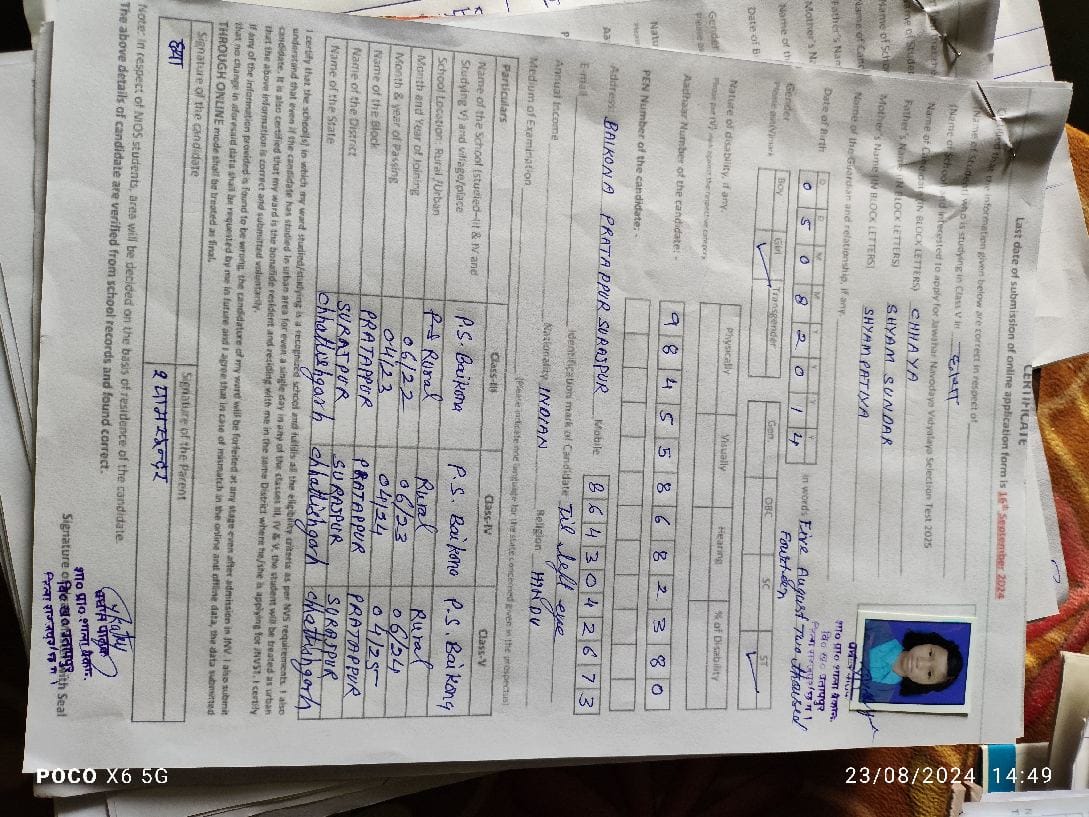 CERTIFICATE
Last date of submission of online application form is 16th September 2024
the information given below are correct in respect of
(Name of Student) who is studying in Class V in
(Name of School) and interested to apply for Jawahar Navodaya Vidyalaya Selection Test 2025
Name of Candidate (IN BLOCK LETTERS) CHHAYA
Father's Name (IN BLOCK LETTERS) SHYAM SUNDAR
Mother's Name (IN BLOCK LETTERS) SHYAMPATIYA
Name of the Guardian and relationship, if any.
Date of Birth D D M M Y Y Y Y
0 5 0 8 2 0 1 4 In words Five August Two thousand Fourteen
Gender Boy Girl ✓ Transgender Gen OBC SC ST ✓
Nature of disability, if any. Physically Visually Hearing % of Disability
Aadhaar Number of the candidate:- 9 8 4 5 5 8 6 8 2 3 8 0
PEN Number of the candidate:-
Address: BAIKONA PRATAPPUR SURAJPUR Mobile 8 6 4 3 0 4 2 6 7 3
E-mail Identification mark of Candidate Til left eye
Annual Income Nationality INDIAN Religion HINDU
Medium of Examination (Please indicate one language for the state concerned given in the prospectus)
Particulars Class-III Class-IV Class-V
Name of the School (studied-III & IV and Studying V) and village/place P.S. Baikona P.S. Baikona P.S. Baikona
School Location: Rural /Urban Rural Rural Rural
Month and Year of Joining 06/22 06/23 06/24
Month & year of Passing 04/23 04/24 04/25
Name of the Block PRATAPPUR PRATAPPUR PRATAPPUR
Name of the District SURAJPUR SURAJPUR SURAJPUR
Name of the State Chhattishgarh chhattishgarh chhattishgarh
I certify that the school(s) in which my ward studied/studying is a recognized school and fulfills all the eligibility criteria as per NVS requirements. I also
understand that even if the candidate has studied in urban area for even a single day in any of the classes III, IV & V, the student will be treated as urban
candidate. It is also certified that my ward is the bonafide resident and residing with me in the same District where he/she is applying for JNVST. I certify
that the above information is correct and submitted voluntarily.
If any of the information provided is found to be wrong, the candidature of my ward will be forfeited at any stage even after admission in JNV. I also submit
that no change in aforesaid data shall be requested by me in future and I agree that in case of mismatch in the online and offline data, the data submitted
THROUGH ONLINE mode shall be treated as final.
Signature of the candidate Signature of the Parent
छाया श्यामसुन्दर
Note: In respect of NIOS students, area will be decided on the basis of residence of the candidate.
The above details of candidate are verified from school records and found correct.
Signature of with Seal
POCO X6 5G
23/08/2024 14:49